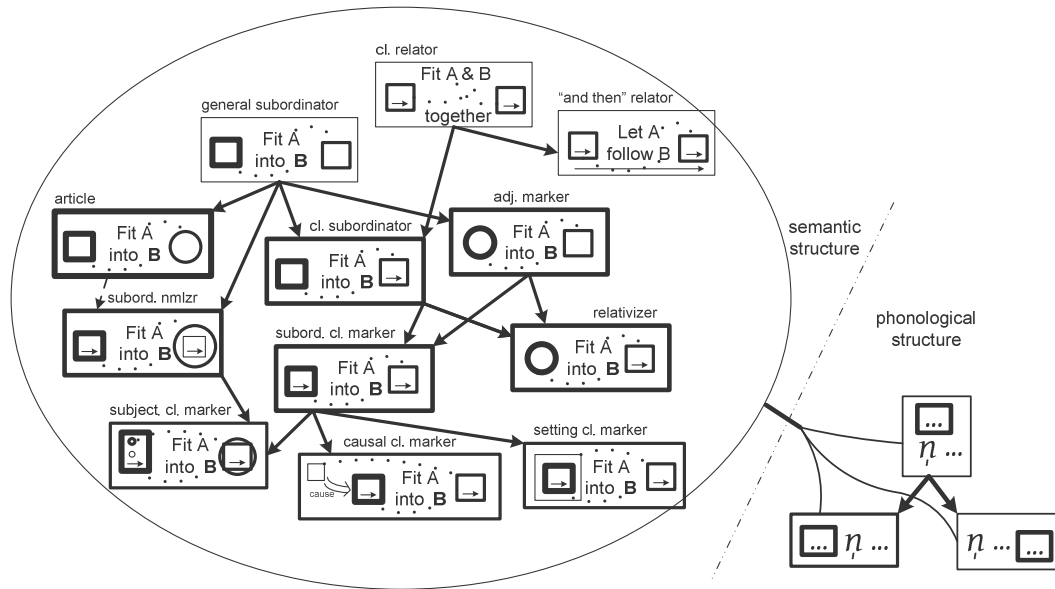 cl. relator
Fit A & B
together
"and then" relator
Let A
follow B
general subordinator
Fit A
into B
article
Fit A
into B
cl. subordinator
Fit A
into B
adj. marker
Fit A
into B
semantic
structure
subord. nmlzr
Fit A
into B
subord. cl. marker
Fit A
into B
relativizer
Fit A
into B
phonological
structure
subject. cl. marker
Fit A
into B
causal cl. marker
cause
Fit A
into B
setting cl. marker
Fit A
into B
...
n̩ ...
... n̩ ...
n̩ ... ...